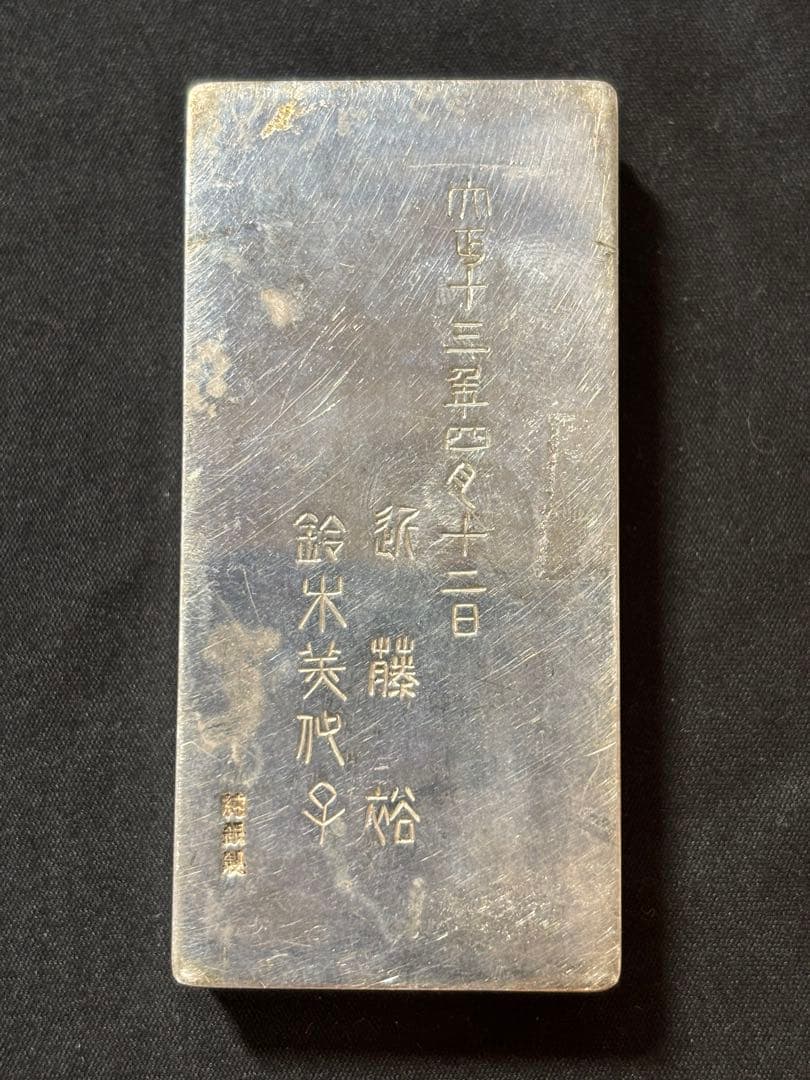 大正十三年四月十二日
近藤裕
鈴木美代子
純銀製